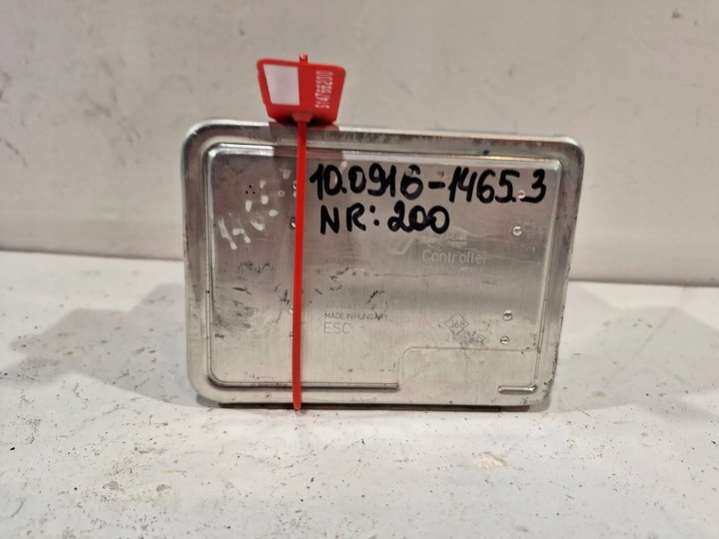 10.0916-1465.3
NR: 200
Controller
MADE IN HUNGARY
ESC